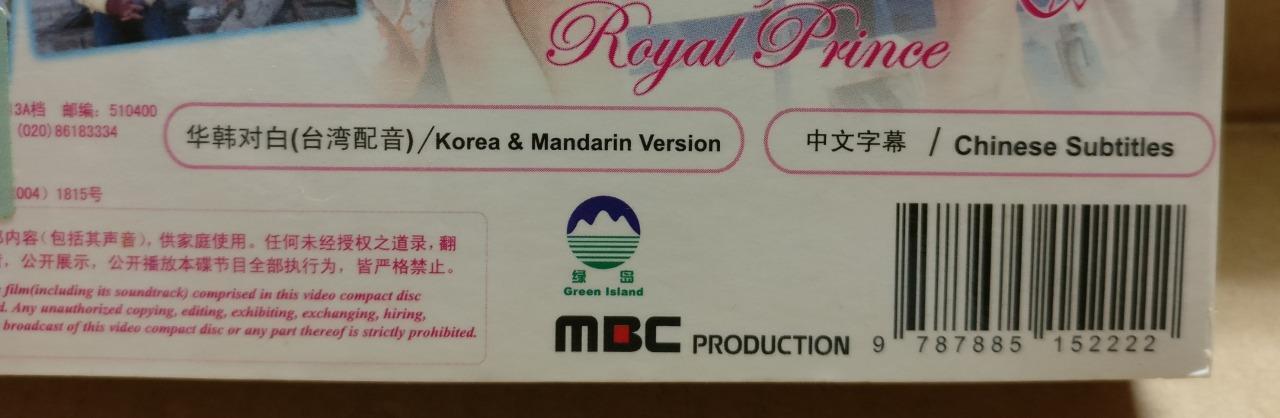 Royal Prince
3A档 邮编: 510400
(020)86183334
华韩对白(台湾配音)/Korea & Mandarin Version
中文字幕 / Chinese Subtitles
004) 1815号
内容(包括其声音), 供家庭使用。任何未经授权之道录, 翻
, 公开展示, 公开播放本碟节目全部执行为, 皆严格禁止。
film(including its soundtrack) comprised in this video compact disc
d. Any unauthorized copying, editing, exhibiting, exchanging, hiring,
broadcast of this video compact disc or any part thereof is strictly prohibited.
绿 岛
Green Island
MBC PRODUCTION
9 787885 152222